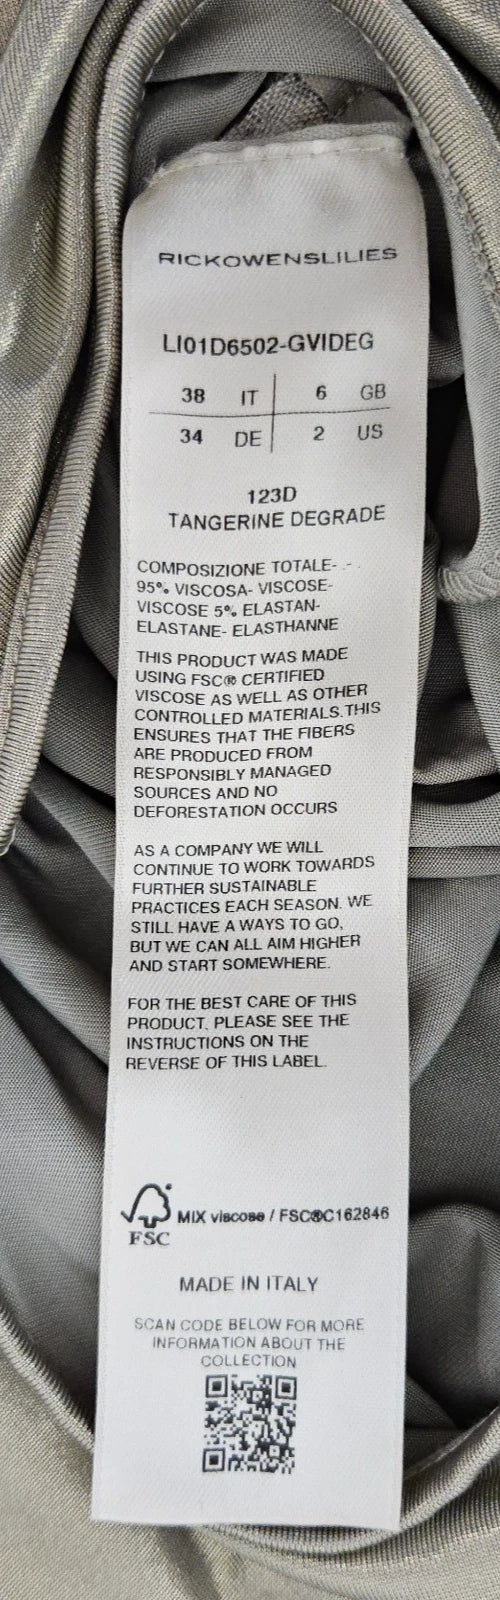 RICKOWENSLILIES
LI01D6502-GVIDEG
38 IT 6 GB
34 DE 2 US
123D
TANGERINE DEGRADE
COMPOSIZIONE TOTALE- -
95% VISCOSA- VISCOSE-
VISCOSE 5% ELASTAN-
ELASTANE- ELASTHANNE
THIS PRODUCT WAS MADE
USING FSC® CERTIFIED
VISCOSE AS WELL AS OTHER
CONTROLLED MATERIALS.THIS
ENSURES THAT THE FIBERS
ARE PRODUCED FROM
RESPONSIBLY MANAGED
SOURCES AND NO
DEFORESTATION OCCURS
AS A COMPANY WE WILL
CONTINUE TO WORK TOWARDS
FURTHER SUSTAINABLE
PRACTICES EACH SEASON. WE
STILL HAVE A WAYS TO GO,
BUT WE CAN ALL AIM HIGHER
AND START SOMEWHERE.
FOR THE BEST CARE OF THIS
PRODUCT, PLEASE SEE THE
INSTRUCTIONS ON THE
REVERSE OF THIS LABEL.
FSC
MIX viscose / FSC®C162846
MADE IN ITALY
SCAN CODE BELOW FOR MORE
INFORMATION ABOUT THE
COLLECTION